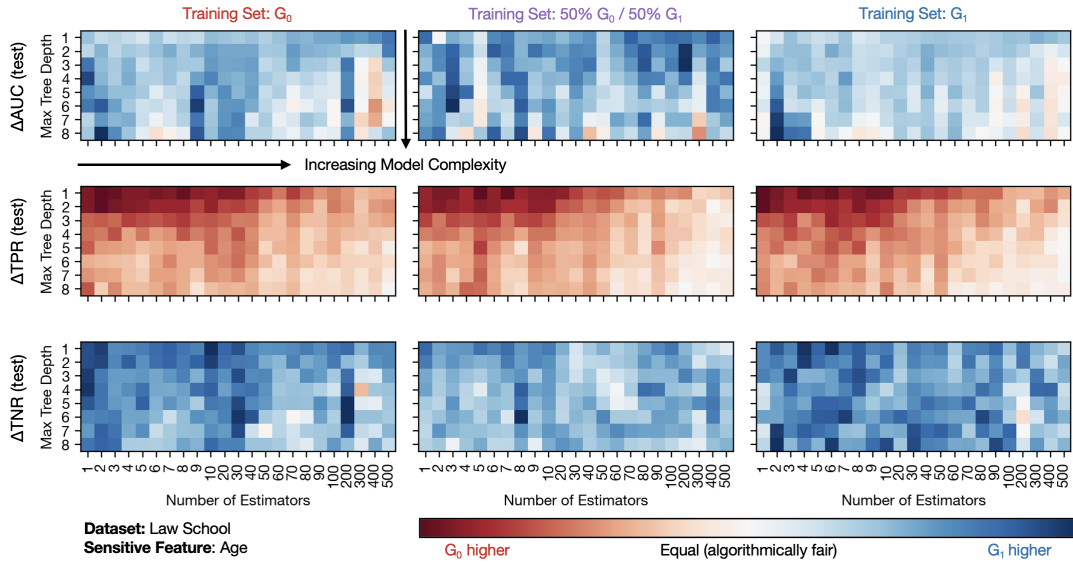 Training Set: G₀
Training Set: 50% G₀ / 50% G₁
Training Set: G₁
ΔAUC (test)
Max Tree Depth
1
2
3
4
5
6
7
8
Increasing Model Complexity
ΔTPR (test)
Max Tree Depth
1
2
3
4
5
6
7
8
ΔTNR (test)
Max Tree Depth
1
2
3
4
5
6
7
8
1 2 3 4 5 6 7 8 9 10 20 30 40 50 60 70 80 90 100 200 300 400 500
1 2 3 4 5 6 7 8 9 10 20 30 40 50 60 70 80 90 100 200 300 400 500
1 2 3 4 5 6 7 8 9 10 20 30 40 50 60 70 80 90 100 200 300 400 500
Number of Estimators
Number of Estimators
Number of Estimators
Dataset: Law School
Sensitive Feature: Age
G₀ higher
Equal (algorithmically fair)
G₁ higher